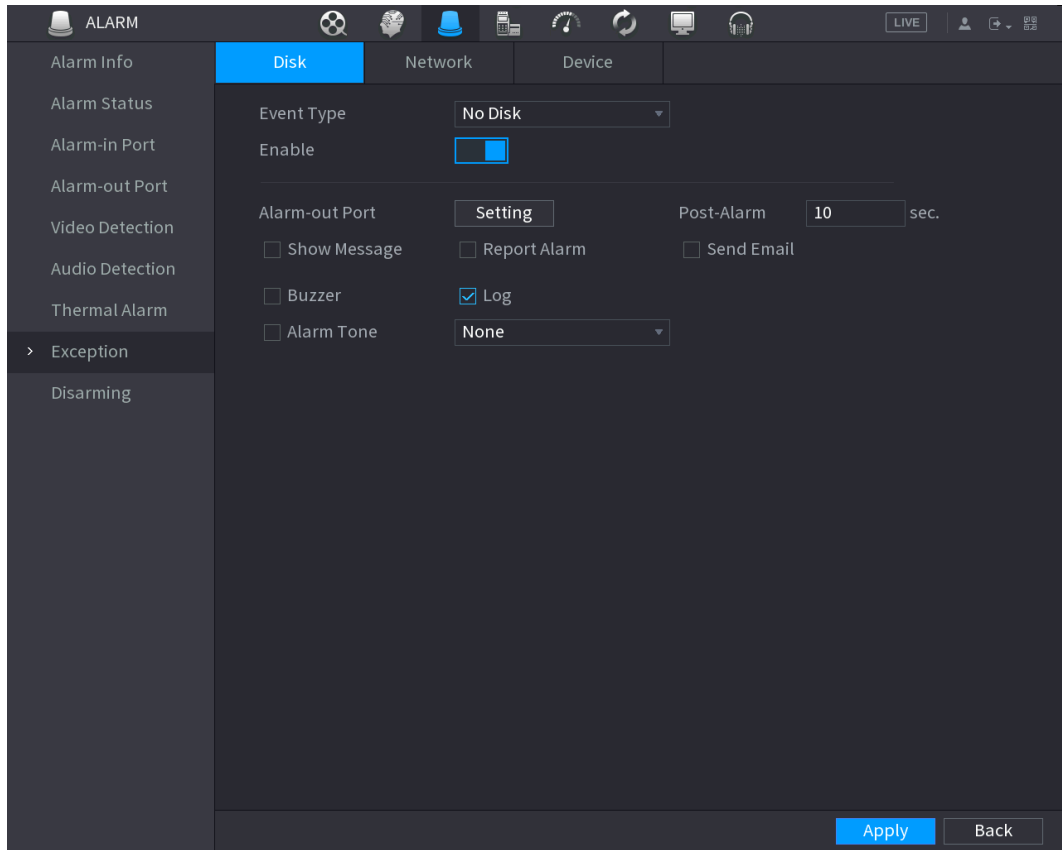 ALARM
LIVE
Alarm Info
Alarm Status
Alarm-in Port
Alarm-out Port
Video Detection
Audio Detection
Thermal Alarm
> Exception
Disarming
Disk Network Device
Event Type No Disk
Enable
Alarm-out Port Setting Post-Alarm 10 sec.
Show Message Report Alarm Send Email
Buzzer Log
Alarm Tone None
Apply Back